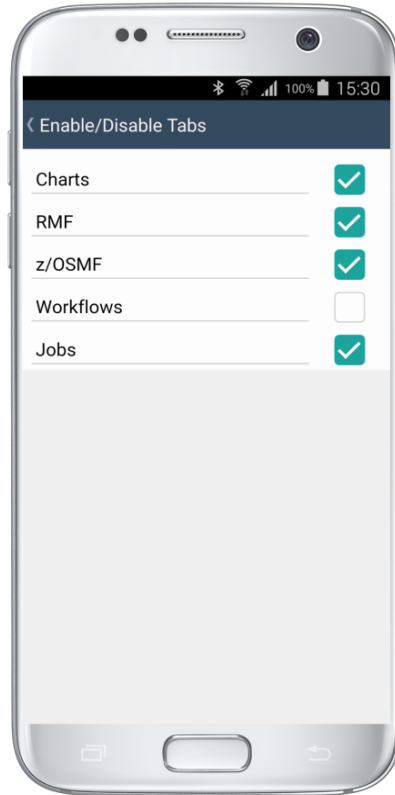 100% 15:30
Enable/Disable Tabs
Charts
RMF
z/OSMF
Workflows
Jobs